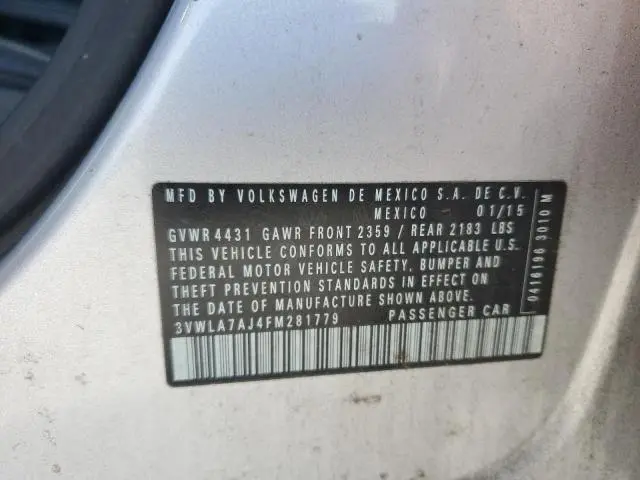 MFD BY VOLKSWAGEN DE MEXICO S.A. DE C.V.
MEXICO 01/15
GVWR 4431 GAWR FRONT 2359 / REAR 2183 LBS
THIS VEHICLE CONFORMS TO ALL APPLICABLE U.S.
FEDERAL MOTOR VEHICLE SAFETY, BUMPER AND
THEFT PREVENTION STANDARDS IN EFFECT ON
THE DATE OF MANUFACTURE SHOWN ABOVE.
3VWLA7AJ4FM281779 PASSENGER CAR
0416196 3010 M